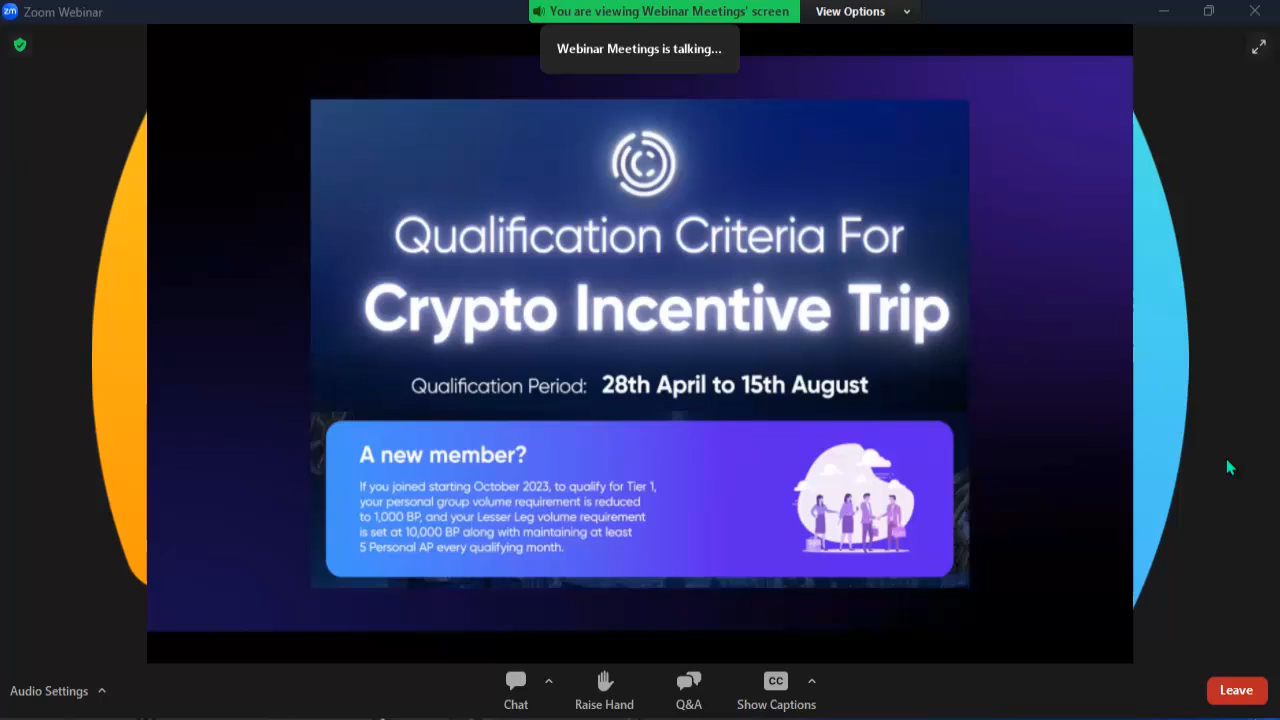 zm Zoom Webinar
You are viewing Webinar Meetings' screen
View Options
Webinar Meetings is talking...
Qualification Criteria For
Crypto Incentive Trip
Qualification Period: 28th April to 15th August
A new member?
If you joined starting October 2023, to qualify for Tier 1,
your personal group volume requirement is reduced
to 1,000 BP, and your Lesser Leg volume requirement
is set at 10,000 BP along with maintaining at least
5 Personal AP every qualifying month.
Audio Settings
Chat
Raise Hand
Q&A
CC
Show Captions
Leave